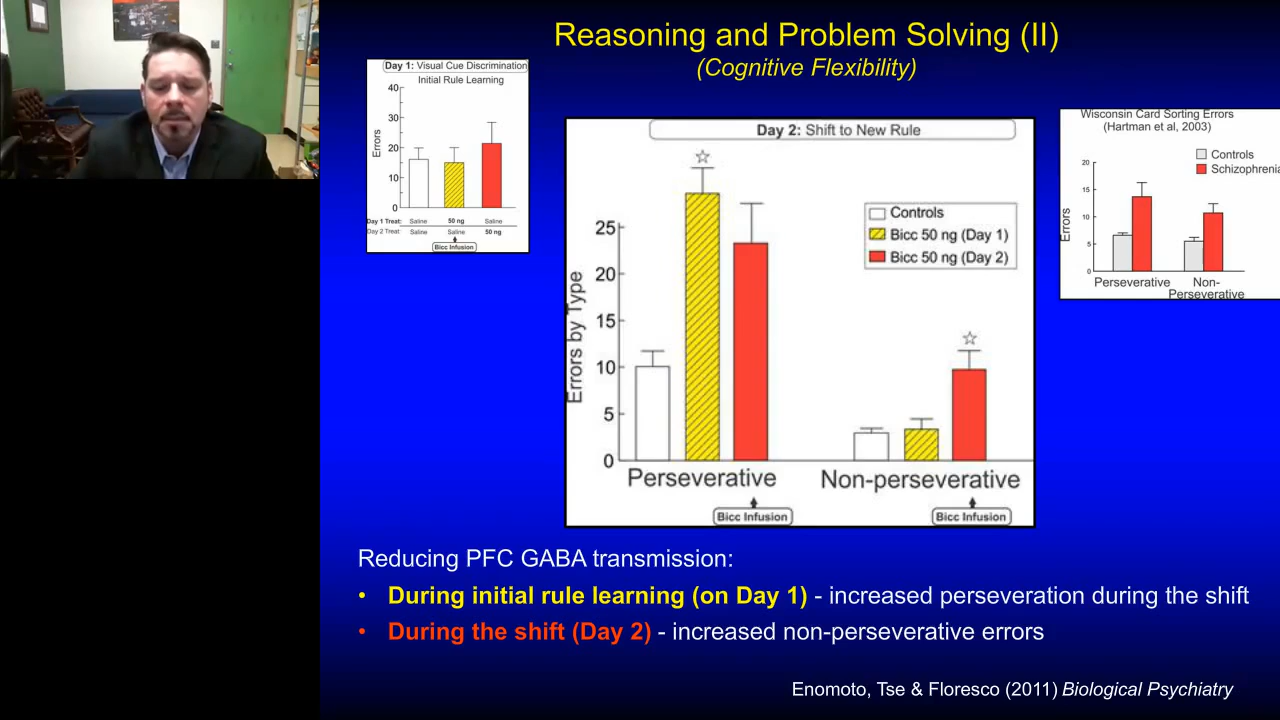 Reasoning and Problem Solving (II)
(Cognitive Flexibility)
Day 1: Visual Cue Discrimination
Initial Rule Learning
40
30
20
10
0
Errors
Day 1 Treat: Saline 50 ng Saline
Day 2 Treat: Saline Saline 50 ng
Bicc Infusion
Day 2: Shift to New Rule
25
20
15
10
5
0
Errors by Type
Controls
Bicc 50 ng (Day 1)
Bicc 50 ng (Day 2)
Perseverative
Non-perseverative
Bicc Infusion
Bicc Infusion
Wisconsin Card Sorting Errors
(Hartman et al, 2003)
Controls
Schizophrenia
20
15
10
5
0
Errors
Perseverative Non-
Perseverative
Reducing PFC GABA transmission:
• During initial rule learning (on Day 1) - increased perseveration during the shift
• During the shift (Day 2) - increased non-perseverative errors
Enomoto, Tse & Floresco (2011) Biological Psychiatry